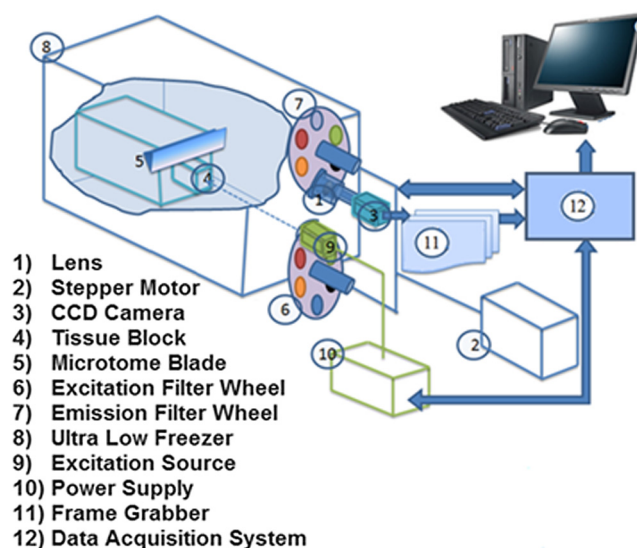 8
7
5
4
1
3
11
12
9
6
10
2
1) Lens
2) Stepper Motor
3) CCD Camera
4) Tissue Block
5) Microtome Blade
6) Excitation Filter Wheel
7) Emission Filter Wheel
8) Ultra Low Freezer
9) Excitation Source
10) Power Supply
11) Frame Grabber
12) Data Acquisition System